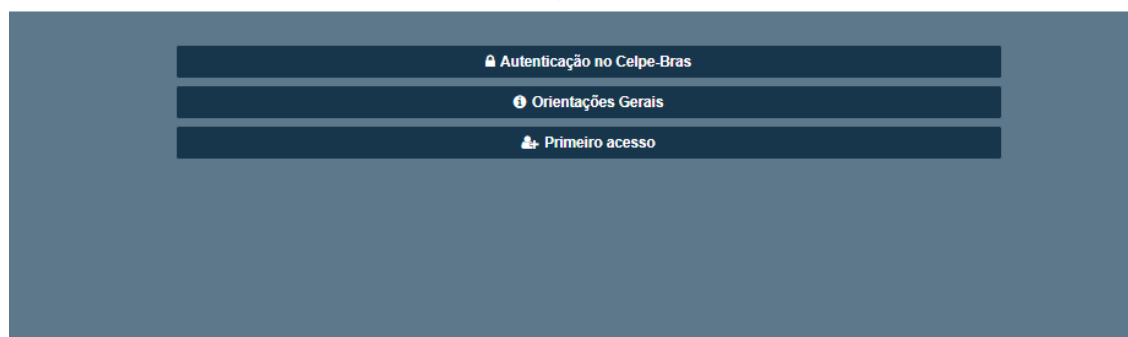 Autenticação no Celpe-Bras
Orientações Gerais
Primeiro acesso